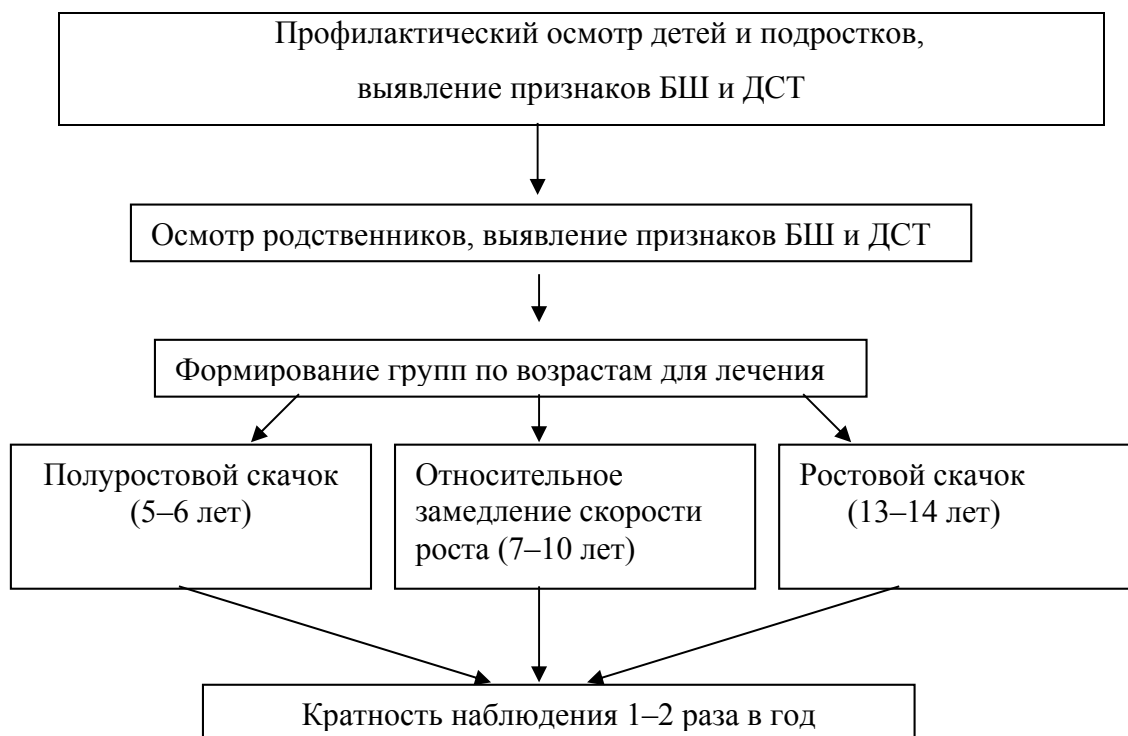 Профилактический осмотр детей и подростков,
выявление признаков БШ и ДСТ
Осмотр родственников, выявление признаков БШ и ДСТ
Формирование групп по возрастам для лечения
Полуростовой скачок
(5–6 лет)
Относительное
замедление скорости
роста (7–10 лет)
Ростовой скачок
(13–14 лет)
Кратность наблюдения 1–2 раза в год